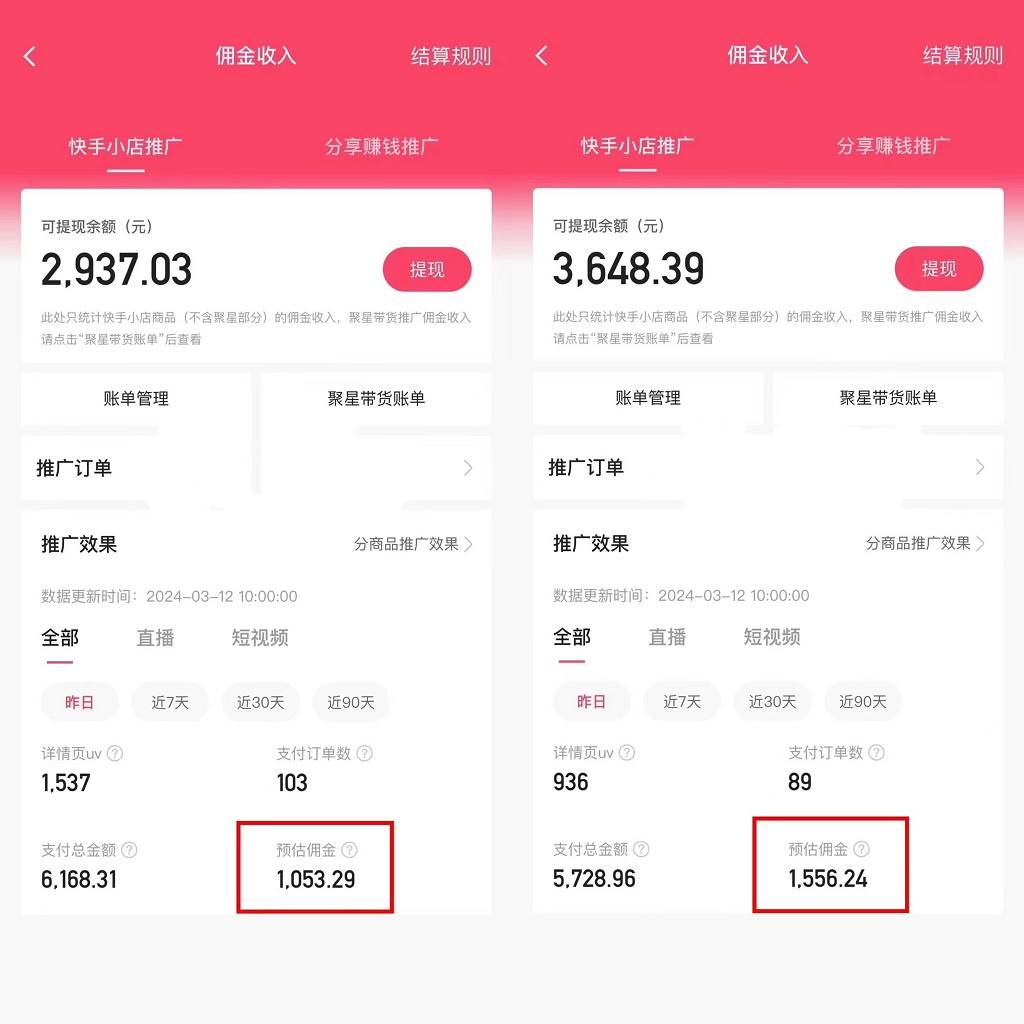 佣金收入
结算规则
快手小店推广
分享赚钱推广
可提现余额（元）
2,937.03
提现
此处只统计快手小店商品（不含聚星部分）的佣金收入，聚星带货推广佣金收入
请点击“聚星带货账单”后查看
账单管理
聚星带货账单
推广订单
推广效果
分商品推广效果
数据更新时间：2024-03-12 10:00:00
全部
直播
短视频
昨日
近7天
近30天
近90天
详情页uv ?
支付订单数 ?
1,537
103
支付总金额 ?
预估佣金 ?
6,168.31
1,053.29
佣金收入
结算规则
快手小店推广
分享赚钱推广
可提现余额（元）
3,648.39
提现
此处只统计快手小店商品（不含聚星部分）的佣金收入，聚星带货推广佣金收入
请点击“聚星带货账单”后查看
账单管理
聚星带货账单
推广订单
推广效果
分商品推广效果
数据更新时间：2024-03-12 10:00:00
全部
直播
短视频
昨日
近7天
近30天
近90天
详情页uv ?
支付订单数 ?
936
89
支付总金额 ?
预估佣金 ?
5,728.96
1,556.24